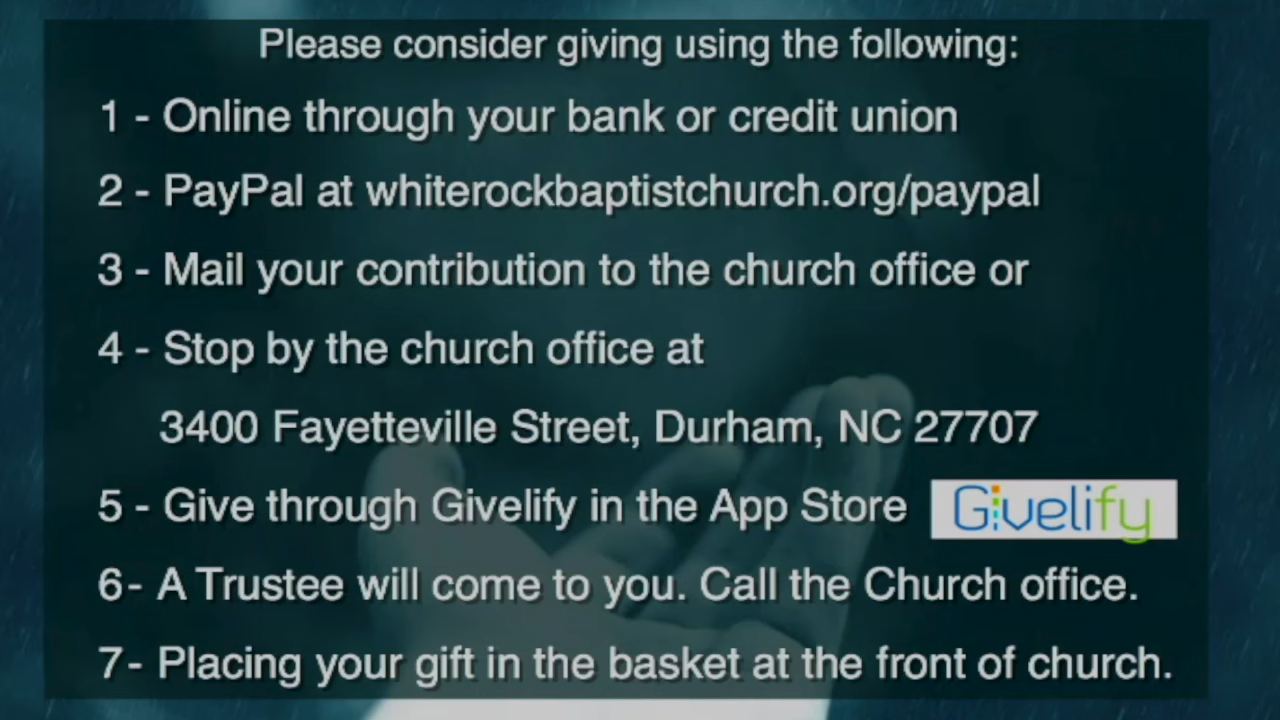 Please consider giving using the following:
1 - Online through your bank or credit union
2 - PayPal at whiterockbaptistchurch.org/paypal
3 - Mail your contribution to the church office or
4 - Stop by the church office at
3400 Fayetteville Street, Durham, NC 27707
5 - Give through Givelify in the App Store Givelify
6- A Trustee will come to you. Call the Church office.
7- Placing your gift in the basket at the front of church.